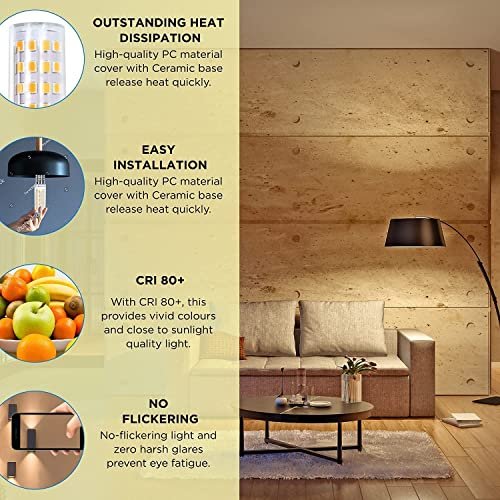 OUTSTANDING HEAT
DISSIPATION
High-quality PC material
cover with Ceramic base
release heat quickly.
EASY
INSTALLATION
High-quality PC material
cover with Ceramic base
release heat quickly.
CRI 80+
With CRI 80+, this
provides vivid colours
and close to sunlight
quality light.
NO
FLICKERING
No-flickering light and
zero harsh glares
prevent eye fatigue.